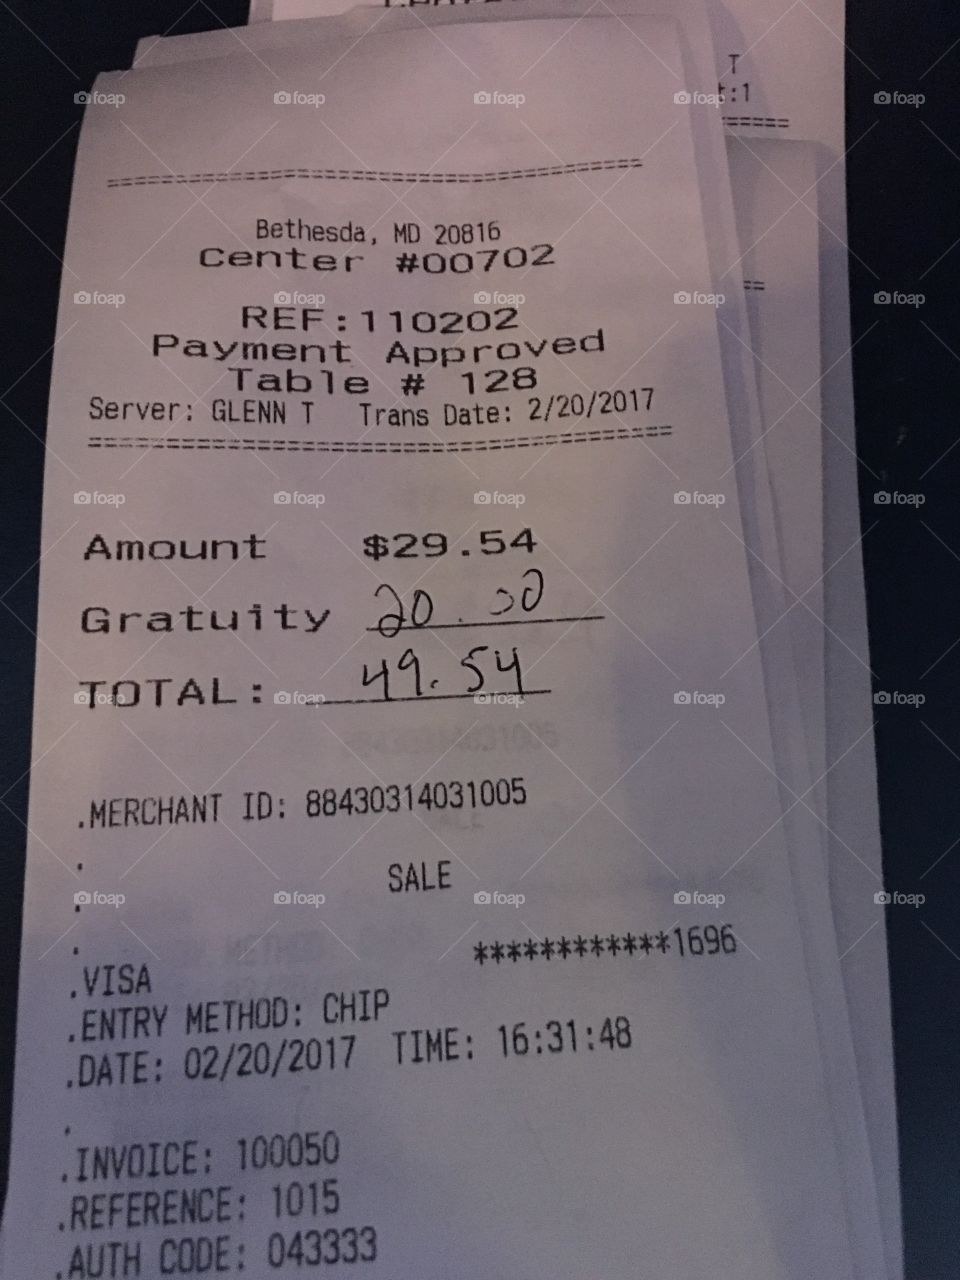 T
:1
=====
==
==========================================
Bethesda, MD 20816
Center #00702
REF:110202
Payment Approved
Table # 128
Server: GLENN T Trans Date: 2/20/2017
==========================================
Amount $29.54
Gratuity 20.00
TOTAL: 49.54
.MERCHANT ID: 88430314031005
.
SALE
.
.
.VISA ************1696
.ENTRY METHOD: CHIP
.DATE: 02/20/2017 TIME: 16:31:48
.
.INVOICE: 100050
.REFERENCE: 1015
.AUTH CODE: 043333
foap